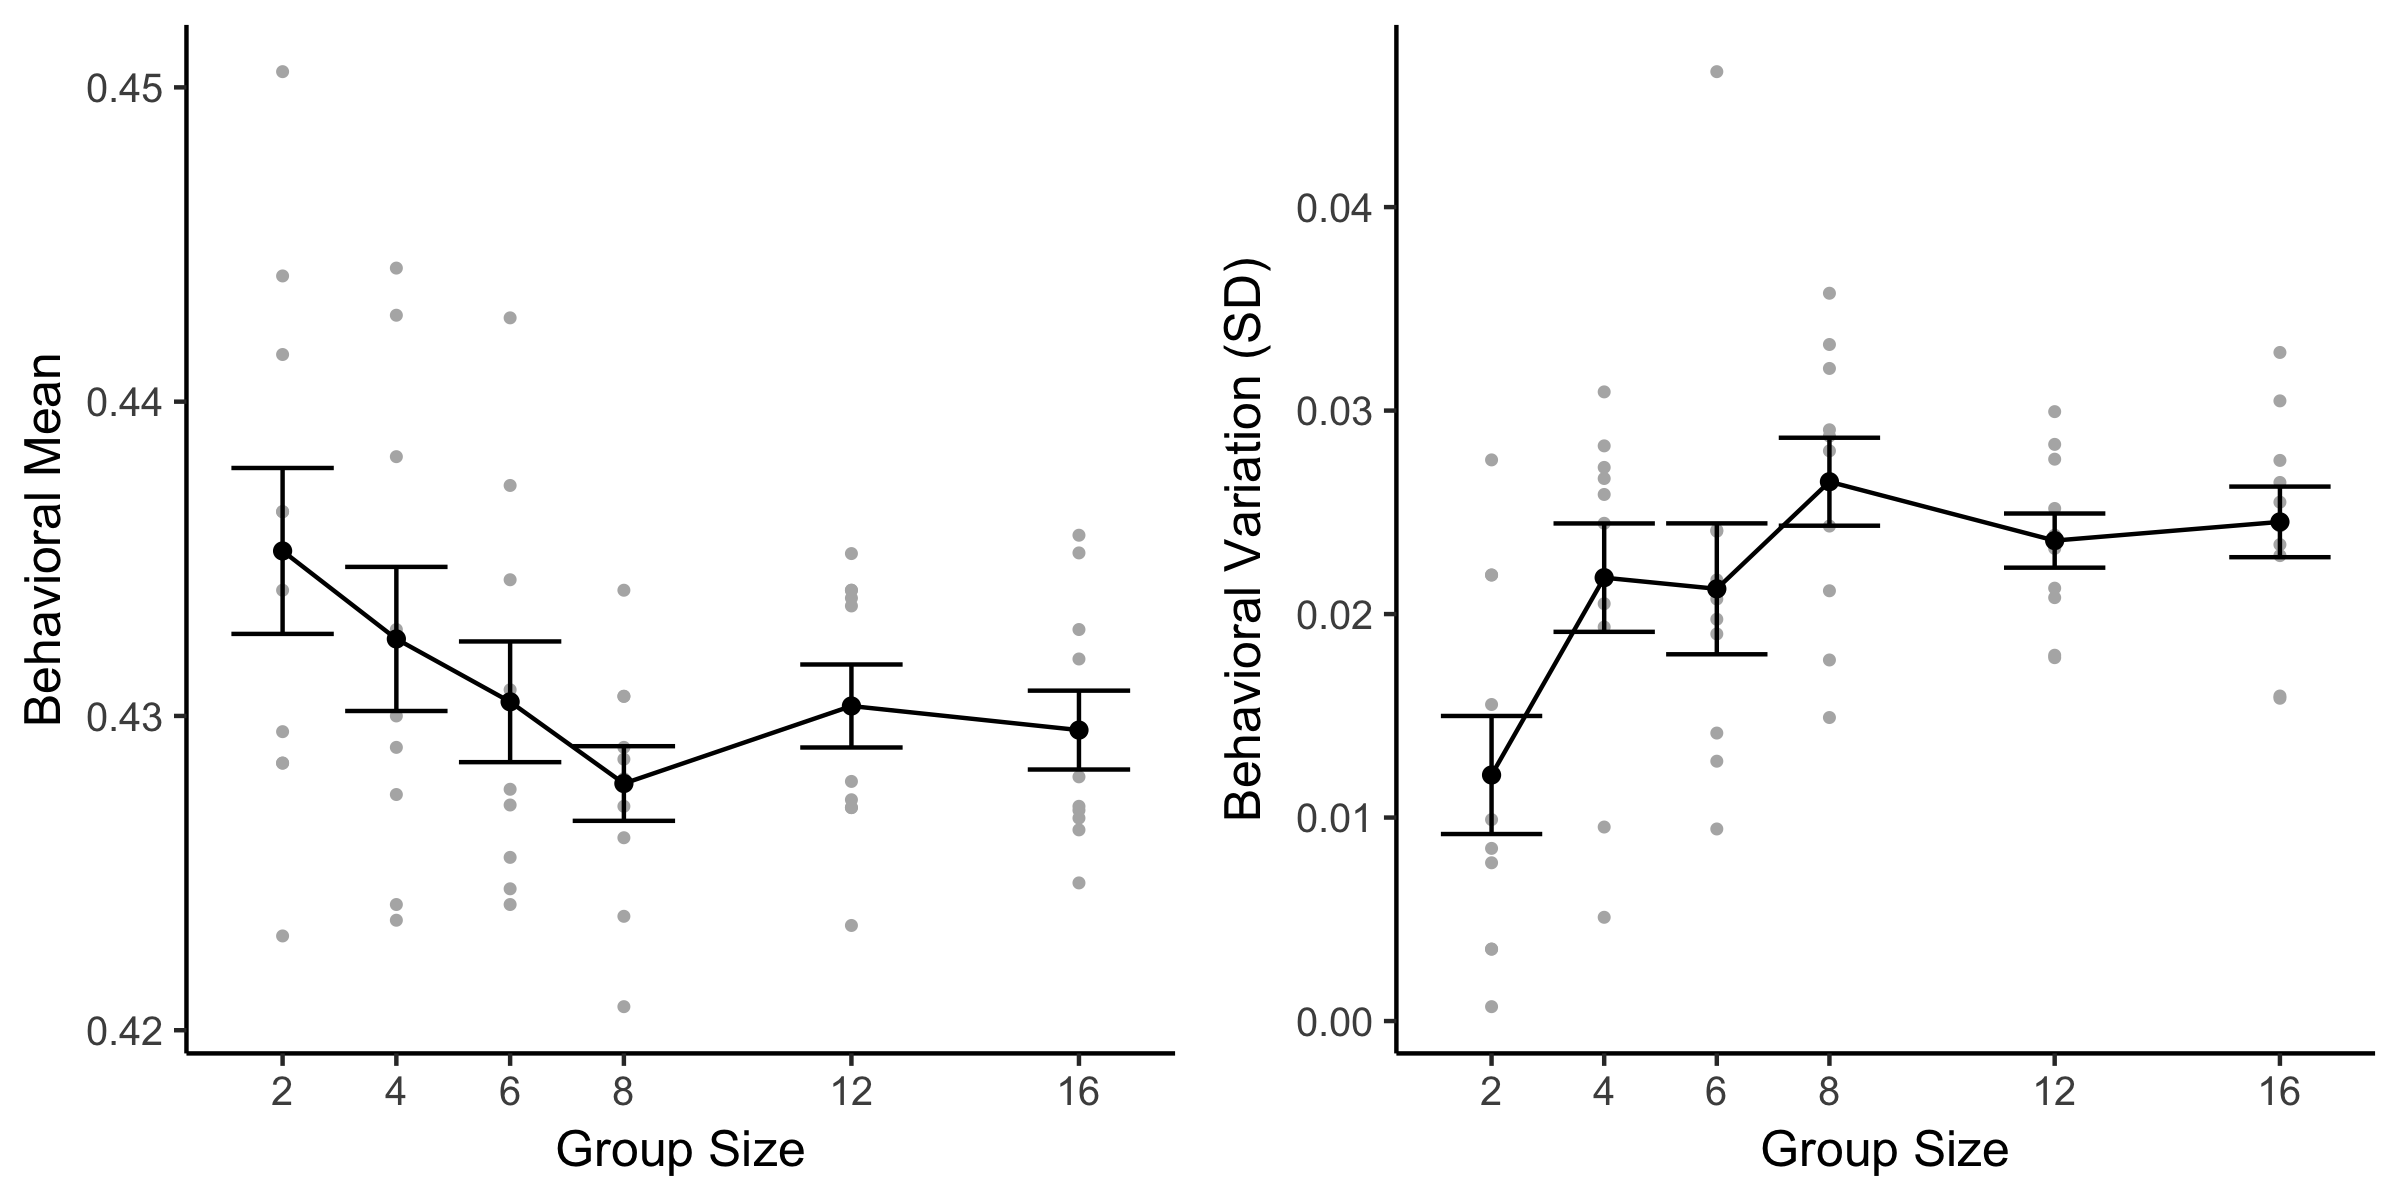 Behavioral Mean
0.45
0.44
0.43
0.42
2 4 6 8 12 16
Group Size
Behavioral Variation (SD)
0.04
0.03
0.02
0.01
0.00
2 4 6 8 12 16
Group Size